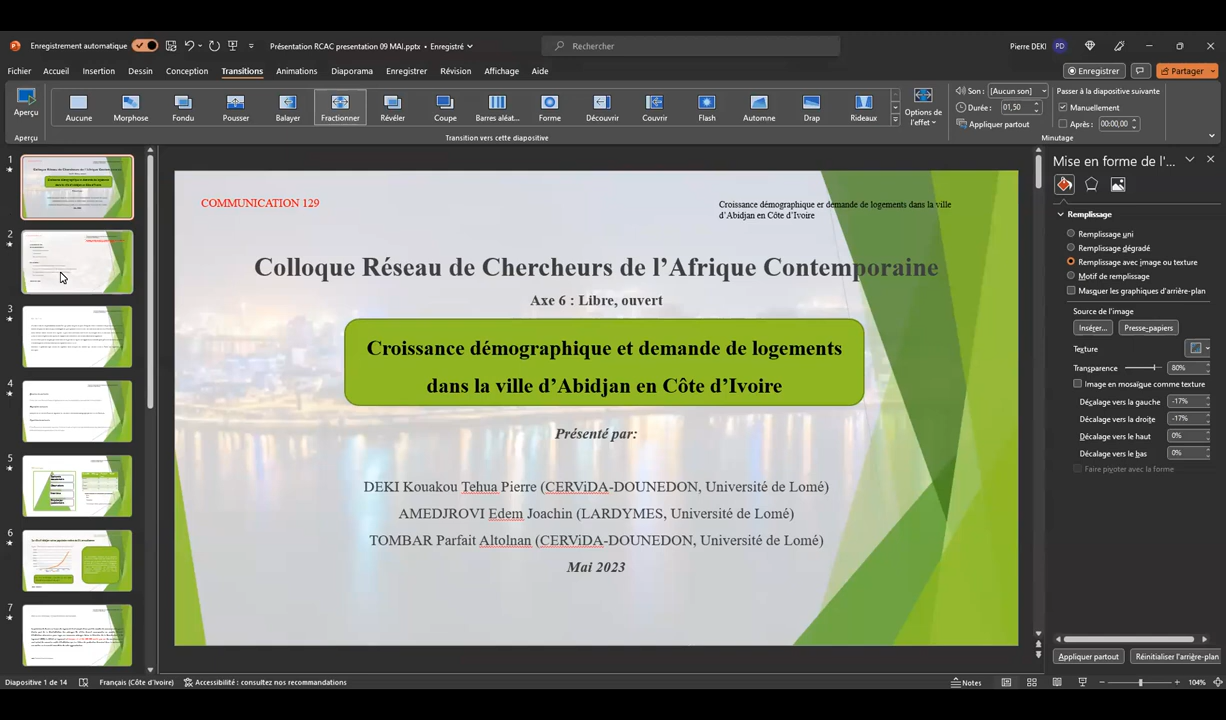 Enregistrement automatique
Présentation RCAC presentation 09 MAI.pptx • Enregistré
Rechercher
Pierre DEKI
PD
Fichier
Accueil
Insertion
Dessin
Conception
Transitions
Animations
Diaporama
Enregistrer
Révision
Affichage
Aide
Enregistrer
Partager
Aperçu
Aucune
Morphose
Fondu
Pousser
Balayer
Fractionner
Révéler
Coupe
Barres aléat...
Forme
Découvrir
Couvrir
Flash
Automne
Drap
Rideaux
Options de
l'effet
Son : [Aucun son]
Durée : 01,50
Appliquer partout
Passer à la diapositive suivante
Manuellement
Après : 00:00,00
Aperçu
Transition vers cette diapositive
Minutage
1
2
3
4
5
6
7
COMMUNICATION 129
Croissance démographique er demande de logements dans la ville
d'Abidjan en Côte d'Ivoire
Colloque Réseau de Chercheurs de l'Afrique Contemporaine
Axe 6 : Libre, ouvert
Croissance démographique et demande de logements
dans la ville d'Abidjan en Côte d'Ivoire
Présenté par:
DEKI Kouakou Tehua Pierre (CERViDA-DOUNEDON, Université de Lomé)
AMEDJROVI Edem Joachin (LARDYMES, Université de Lomé)
TOMBAR Parfait Altolnan (CERViDA-DOUNEDON, Université de Lomé)
Mai 2023
Mise en forme de l'...
Remplissage
Remplissage uni
Remplissage dégradé
Remplissage avec image ou texture
Motif de remplissage
Masquer les graphiques d'arrière-plan
Source de l'image
Insérer...
Presse-papiers
Texture
Transparence 80%
Image en mosaïque comme texture
Décalage vers la gauche -17%
Décalage vers la droite -17%
Décalage vers le haut 0%
Décalage vers le bas 0%
Faire pivoter avec la forme
Appliquer partout
Réinitialiser l'arrière-plan
Diapositive 1 de 14
Français (Côte d'Ivoire)
Accessibilité : consultez nos recommandations
Notes
104%